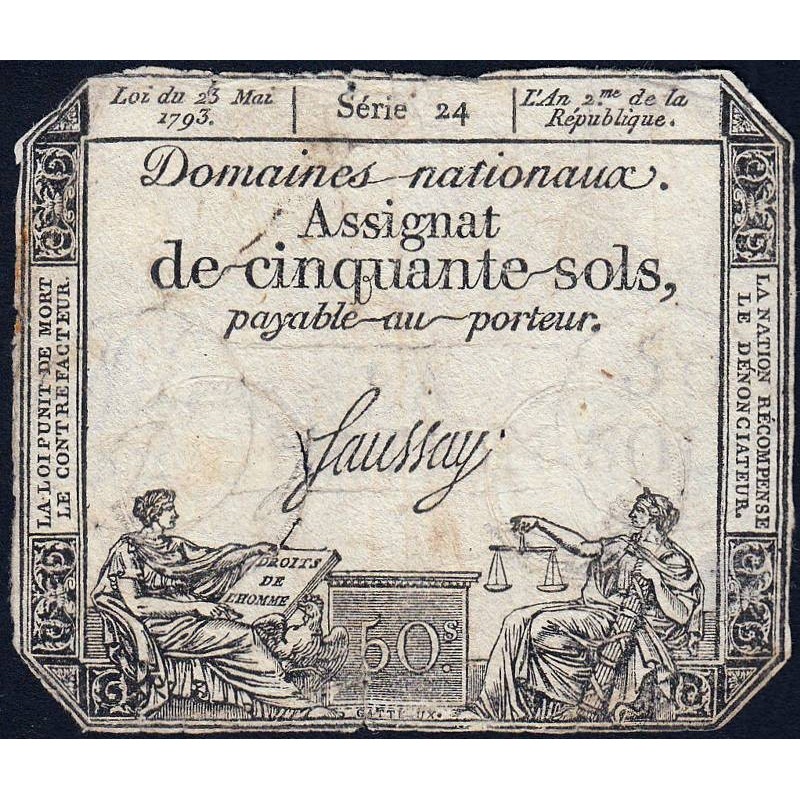 Loi du 23 Mai
1793.
Série 24
L'An 2.me de la
République.
Domaines nationaux.
Assignat
de cinquante sols,
payable au porteur.
LA LOI PUNIT DE MORT
LE CONTREFACTEUR.
LA NATION RÉCOMPENSE
LE DÉNONCIATEUR.
Saussay
DROITS
DE
L'HOMME
50.s
GATTEAUX.